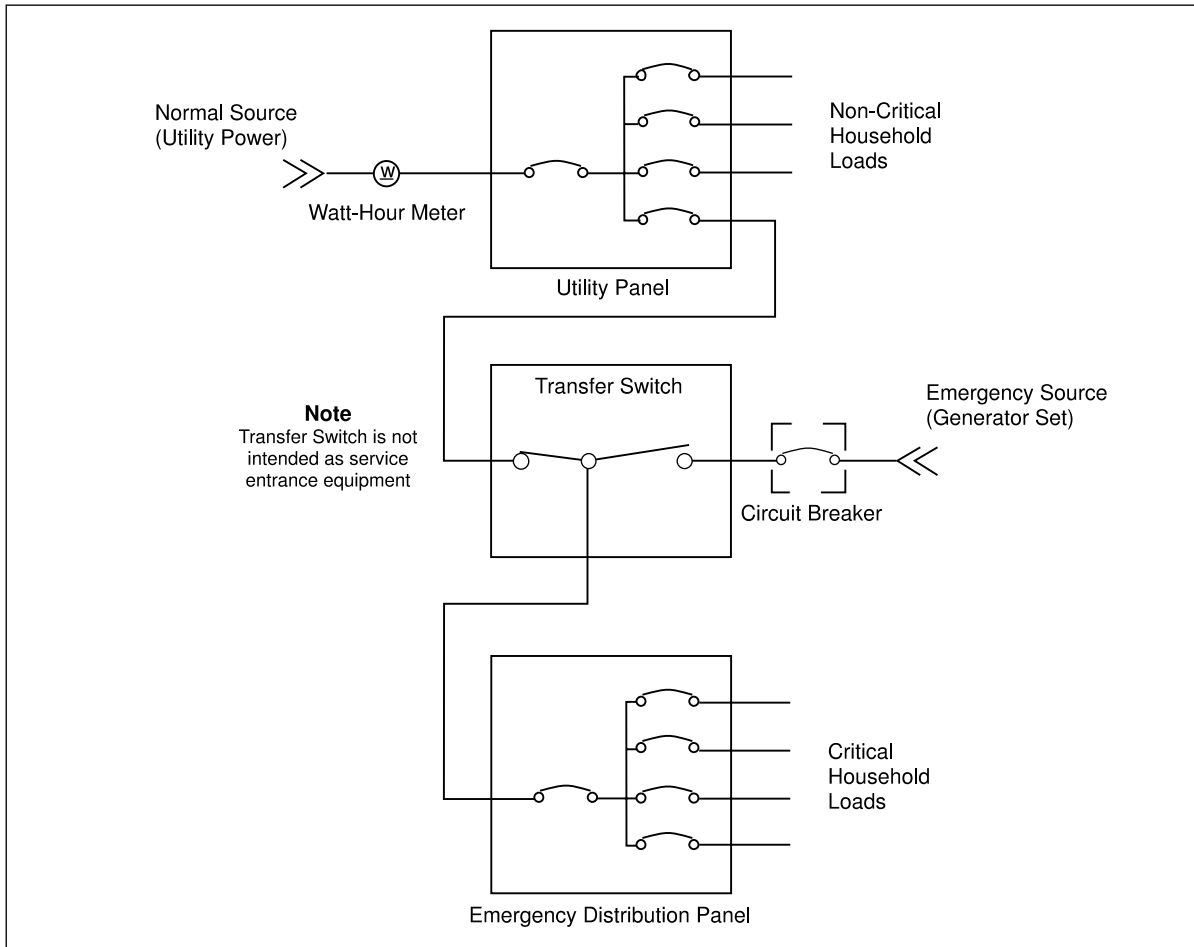 Normal Source
(Utility Power)
W
Watt-Hour Meter
Non-Critical
Household
Loads
Utility Panel
Transfer Switch
Note
Transfer Switch is not
intended as service
entrance equipment
Emergency Source
(Generator Set)
Circuit Breaker
Critical
Household
Loads
Emergency Distribution Panel